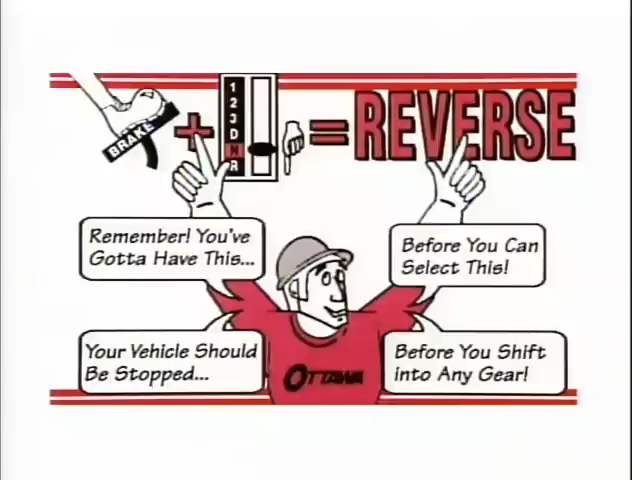 BRAKE
+
1
2
3
D
N
R
=
REVERSE
Remember! You've
Gotta Have This...
Before You Can
Select This!
Your Vehicle Should
Be Stopped...
Before You Shift
into Any Gear!
OTTAWA